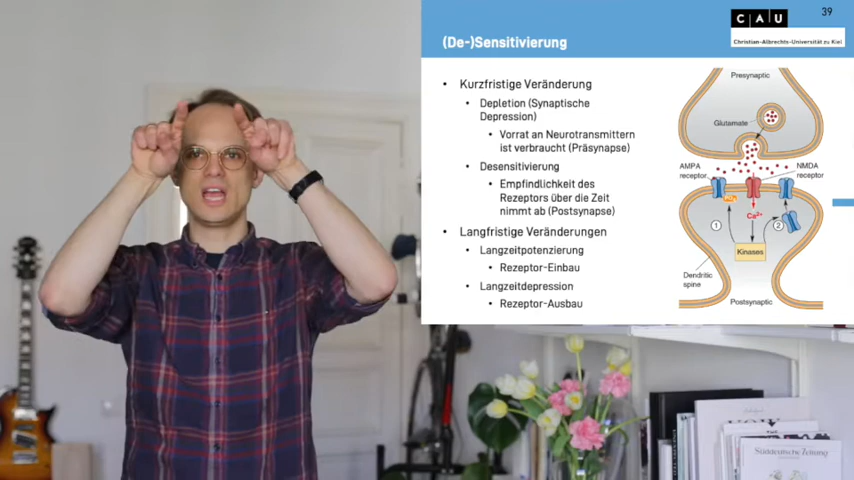 39
CAU
Christian-Albrechts-Universität zu Kiel
(De-)Sensitivierung
• Kurzfristige Veränderung
• Depletion (Synaptische
Depression)
• Vorrat an Neurotransmittern
ist verbraucht (Präsynapse)
• Desensitivierung
• Empfindlichkeit des
Rezeptors über die Zeit
nimmt ab (Postsynapse)
• Langfristige Veränderungen
• Langzeitpotenzierung
• Rezeptor-Einbau
• Langzeitdepression
• Rezeptor-Ausbau
Presynaptic
Glutamate
AMPA
receptor
NMDA
receptor
Ca²⁺
1
2
Kinases
Dendritic
spine
Postsynaptic
Süddeutsche Zeitung